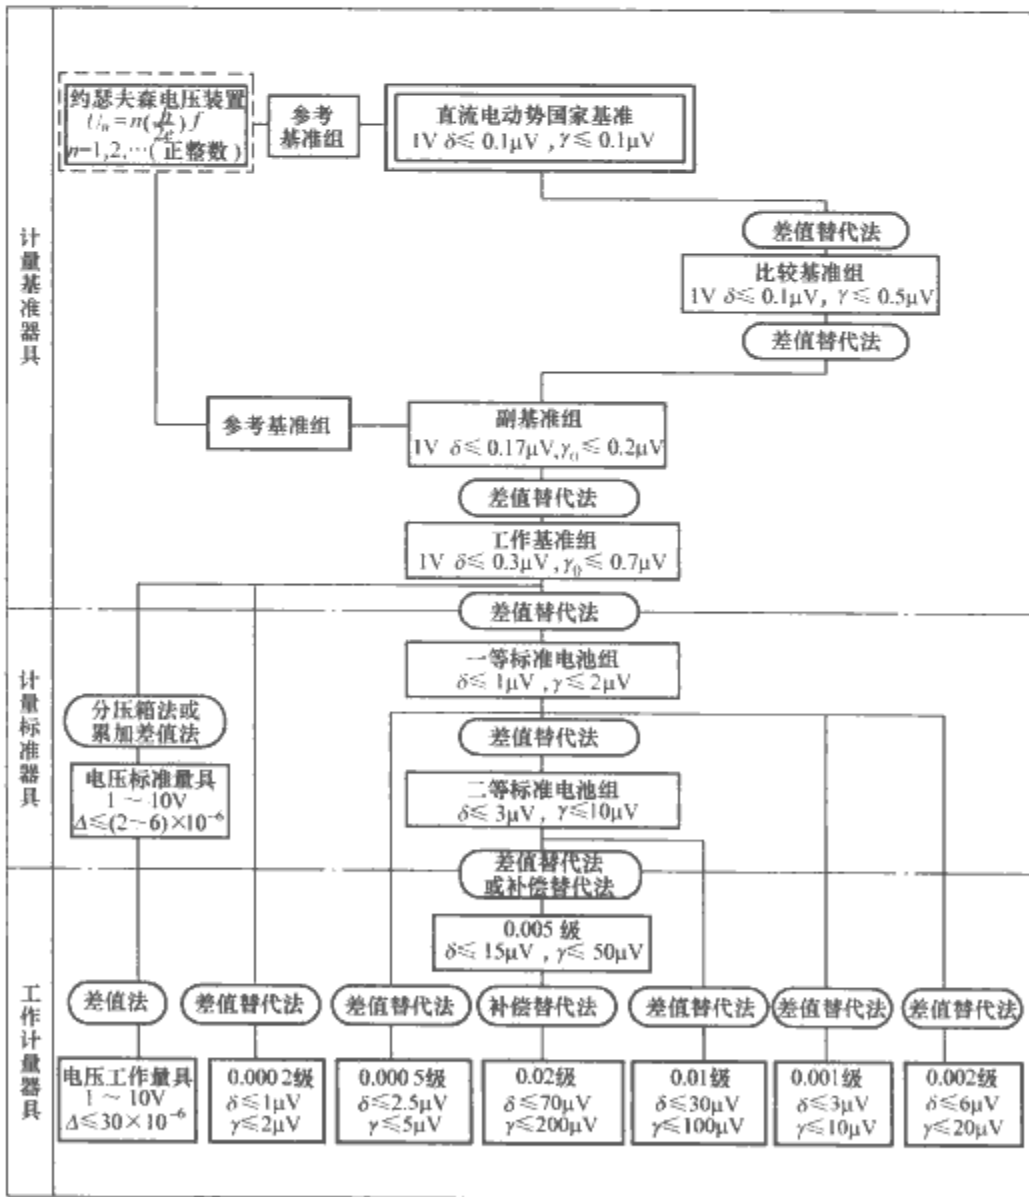 计量基准器具
约瑟夫森电压装置
Uₙ=n(h/2e)f
n=1,2,…(正整数)
参考
基准组
直流电动势国家基准
1V δ≤0.1μV,γ≤0.1μV
差值替代法
比较基准组
1V δ≤0.1μV, γ≤0.5μV
差值替代法
参考基准组
副基准组
1V δ≤0.17μV,γ₀≤0.2μV
差值替代法
工作基准组
1V δ≤0.3μV,γ₀≤0.7μV
差值替代法
计量标准器具
一等标准电池组
δ≤1μV,γ≤2μV
分压箱法或
累加差值法
差值替代法
电压标准量具
1～10V
Δ≤(2～6)×10⁻⁶
二等标准电池组
δ≤3μV, γ≤10μV
差值替代法
或补偿替代法
工作计量器具
0.005级
δ≤15μV,γ≤50μV
差值法
差值替代法
差值替代法
补偿替代法
差值替代法
差值替代法
差值替代法
电压工作量具
1～10V
Δ≤30×10⁻⁶
0.000 2级
δ≤1μV
γ≤2μV
0.000 5级
δ≤2.5μV
γ≤5μV
0.02级
δ≤70μV
γ≤200μV
0.01级
δ≤30μV
γ≤100μV
0.001级
δ≤3μV
γ≤10μV
0.002级
δ≤6μV
γ≤20μV